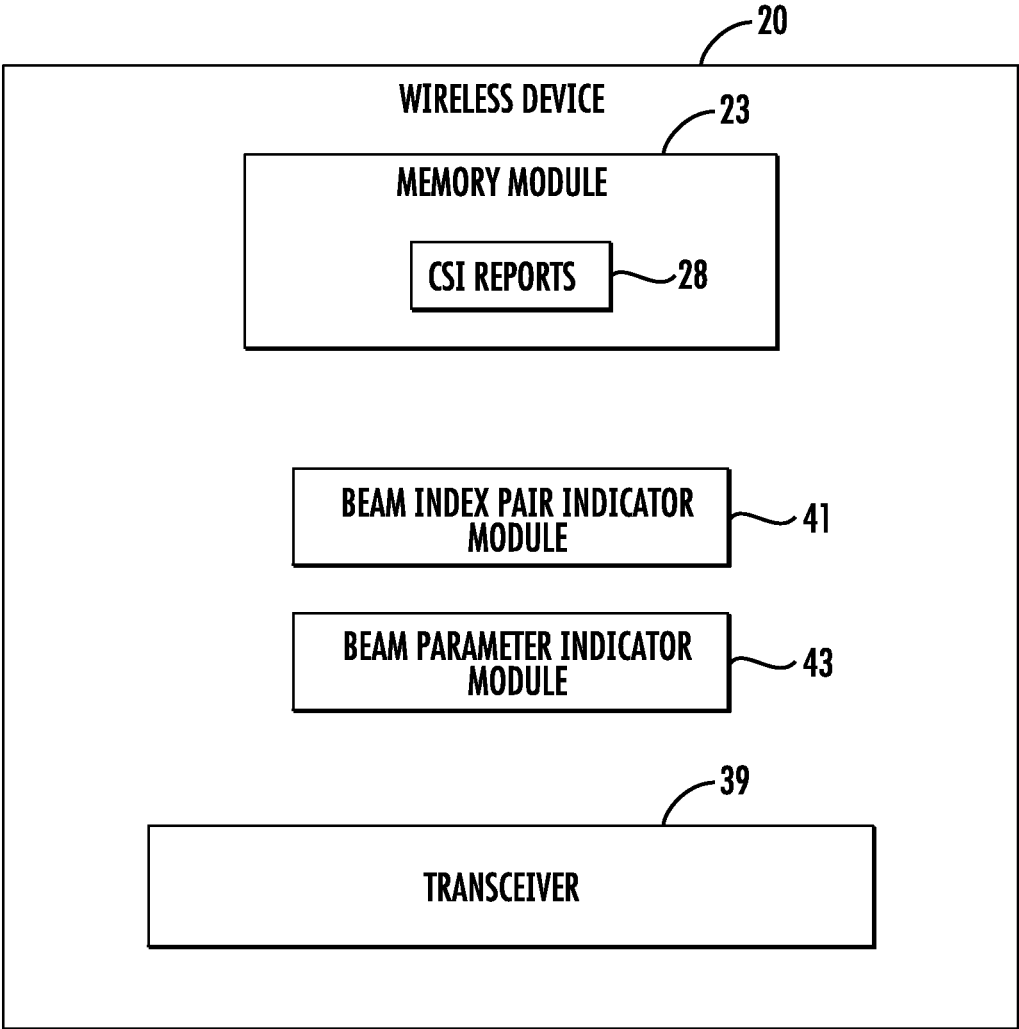 20
WIRELESS DEVICE
23
MEMORY MODULE
CSI REPORTS
28
BEAM INDEX PAIR INDICATOR
MODULE
41
BEAM PARAMETER INDICATOR
MODULE
43
39
TRANSCEIVER